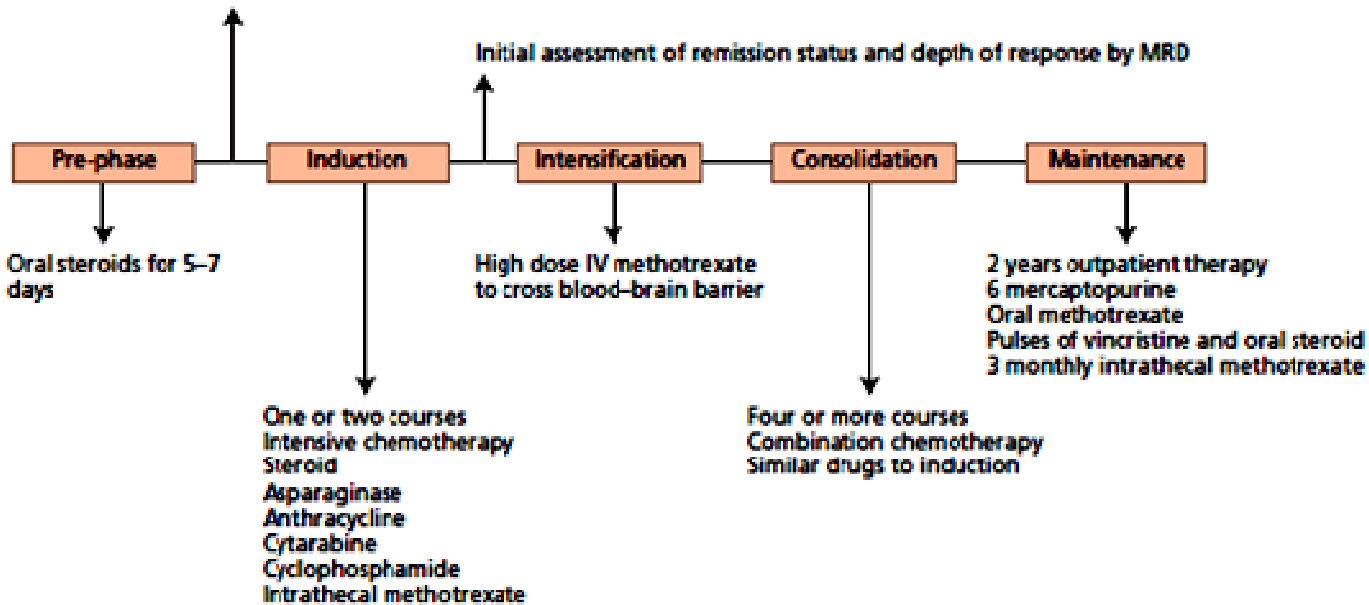 Initial assessment of remission status and depth of response by MRD
Pre-phase
Induction
Intensification
Consolidation
Maintenance
Oral steroids for 5–7
days
High dose IV methotrexate
to cross blood–brain barrier
2 years outpatient therapy
6 mercaptopurine
Oral methotrexate
Pulses of vincristine and oral steroid
3 monthly intrathecal methotrexate
One or two courses
Intensive chemotherapy
Steroid
Asparaginase
Anthracycline
Cytarabine
Cyclophosphamide
Intrathecal methotrexate
Four or more courses
Combination chemotherapy
Similar drugs to induction